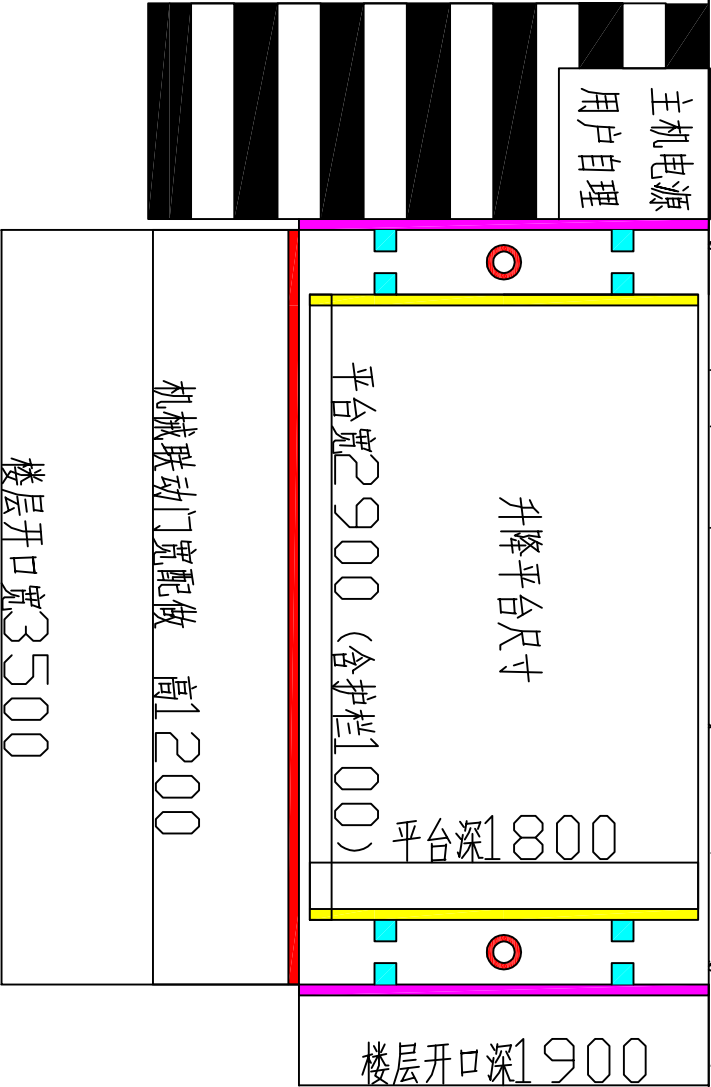 主机电源
用户自理
升降平台尺寸
平台宽2900（含护栏100）
平台深1800
机械联动门宽配做 高1200
楼层开口宽3500
楼层开口深1900